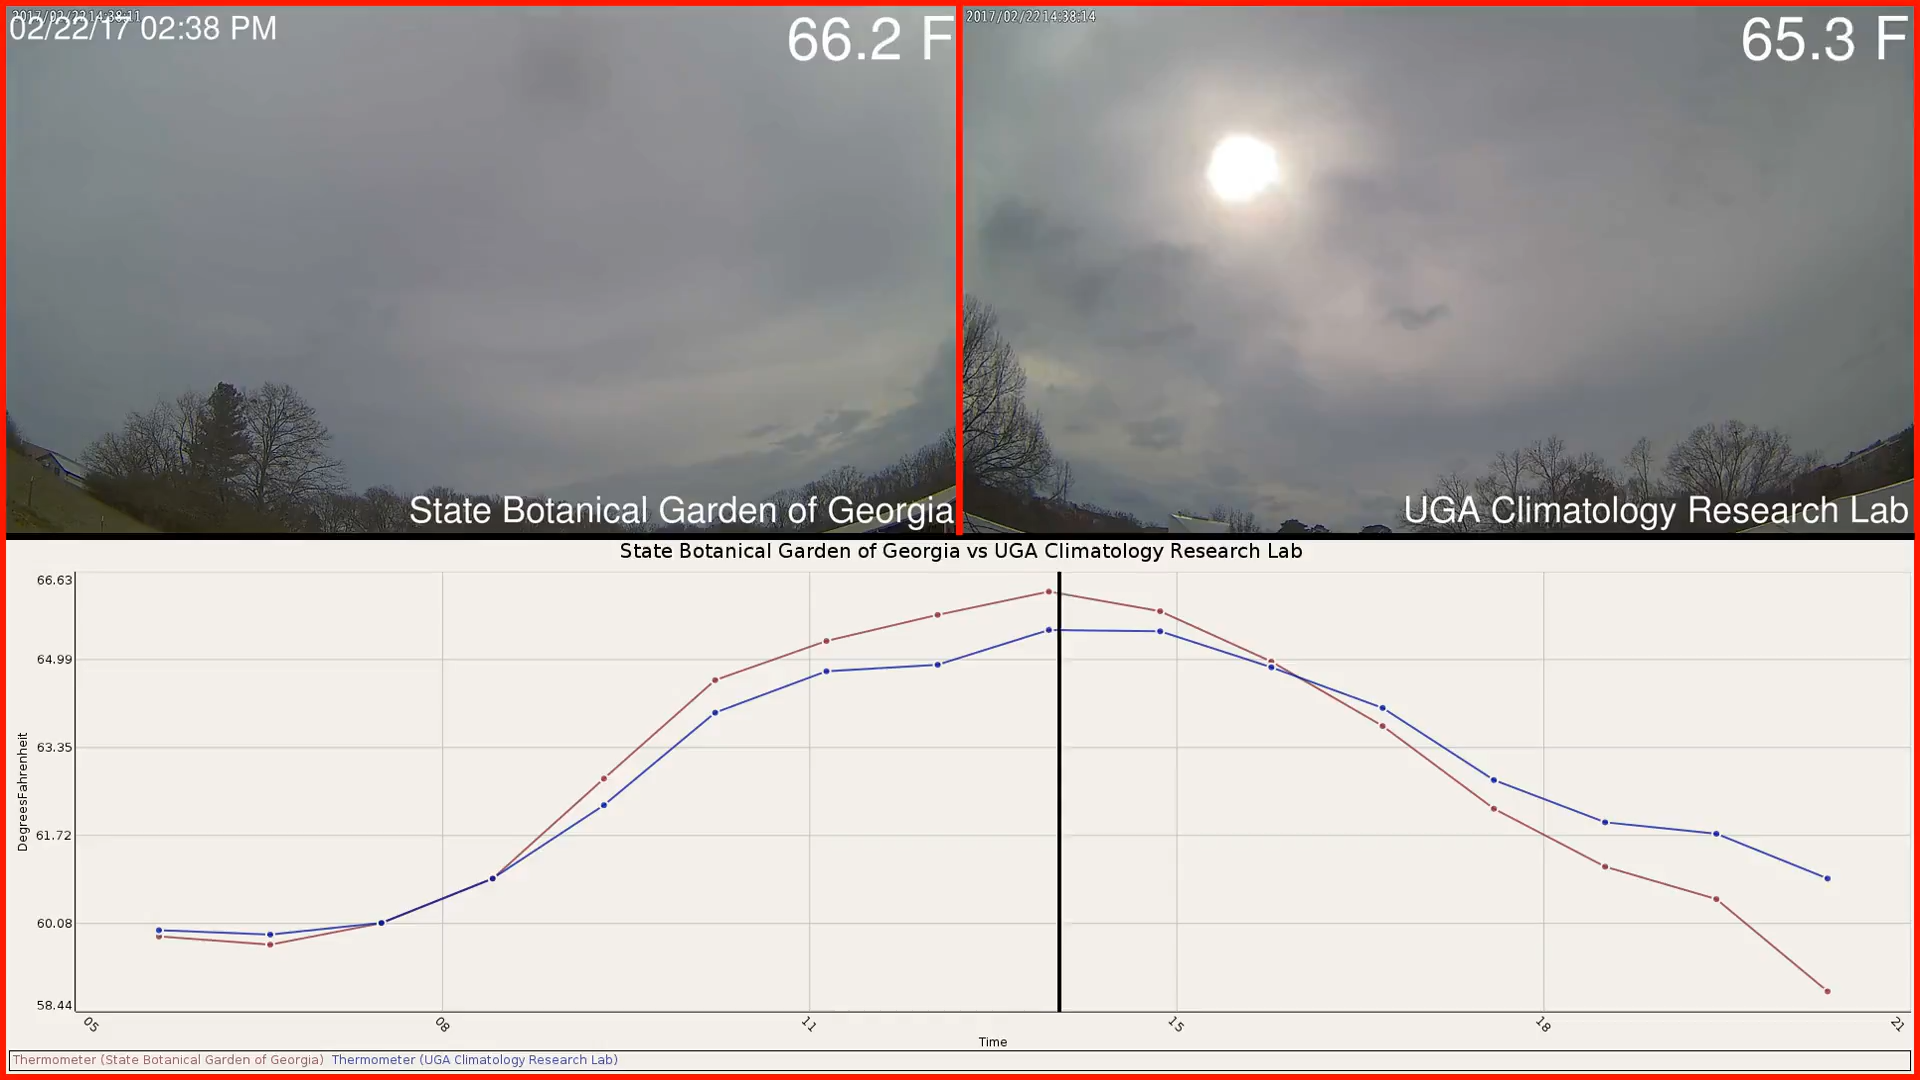 2017/02/22 14:38:11
02/22/17 02:38 PM
66.2 F
State Botanical Garden of Georgia
2017/02/22 14:38:14
65.3 F
UGA Climatology Research Lab
State Botanical Garden of Georgia vs UGA Climatology Research Lab
66.63
64.99
63.35
61.72
60.08
58.44
DegreesFahrenheit
05
08
11
15
18
21
Time
Thermometer (State Botanical Garden of Georgia) Thermometer (UGA Climatology Research Lab)